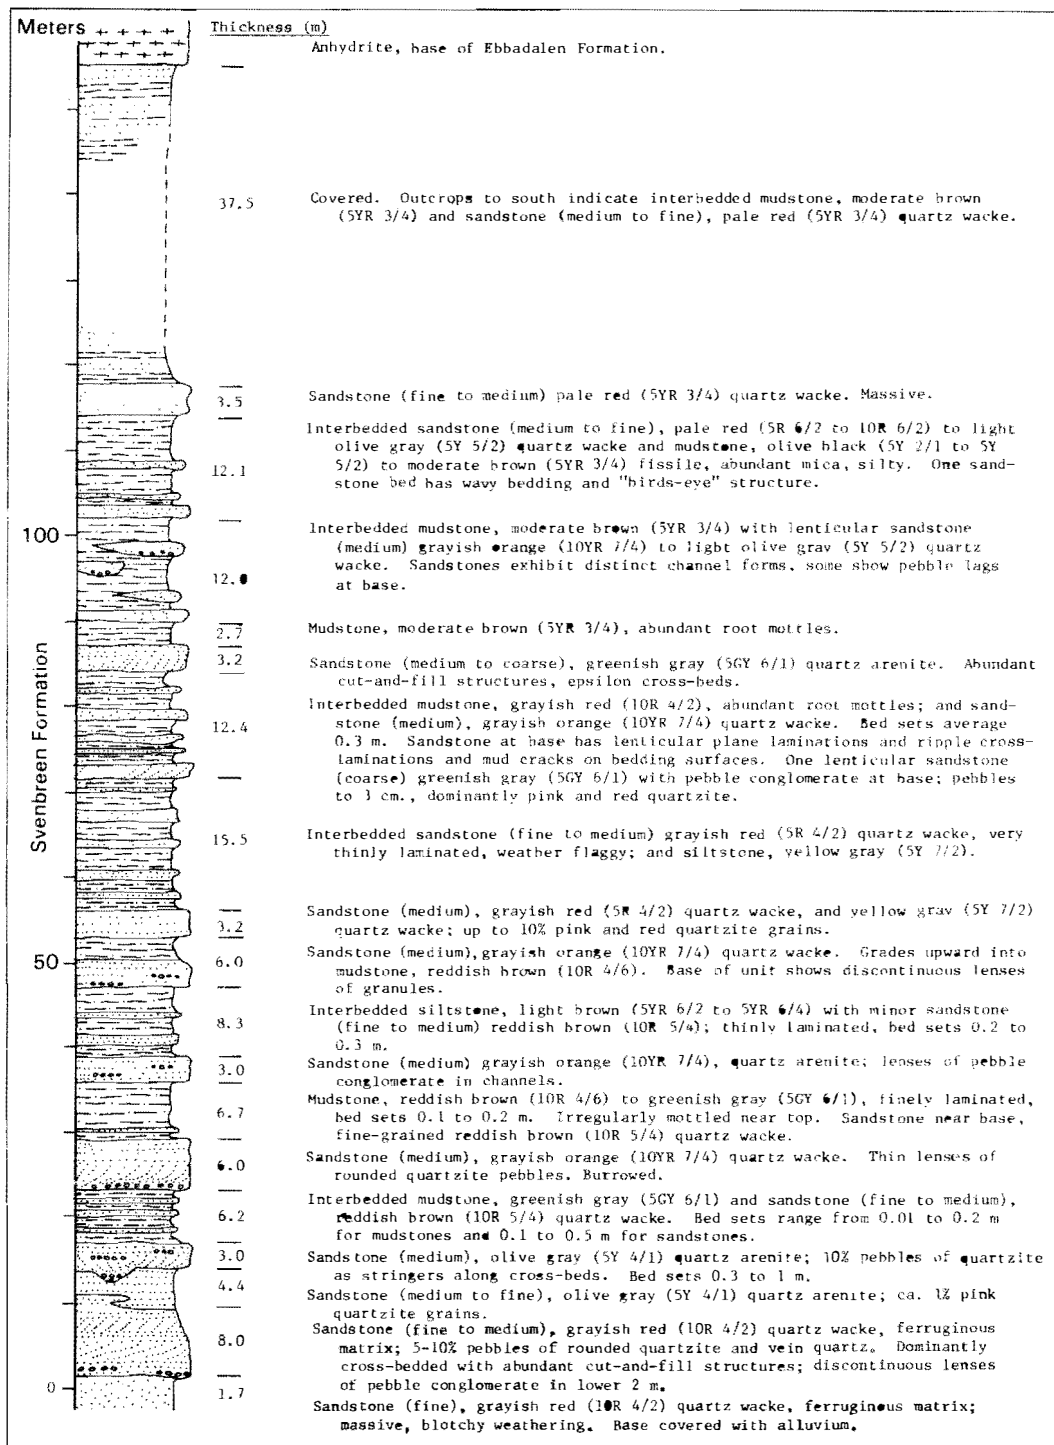 Meters
Thickness (m)
Anhydrite, base of Ebbadalen Formation.
37.5
Covered. Outcrops to south indicate interbedded mudstone, moderate brown
(5YR 3/4) and sandstone (medium to fine), pale red (5YR 3/4) quartz wacke.
3.5
Sandstone (fine to medium) pale red (5YR 3/4) quartz wacke. Massive.
12.1
Interbedded sandstone (medium to fine), pale red (5R 6/2 to 10R 6/2) to light
olive gray (5Y 5/2) quartz wacke and mudstone, olive black (5Y 2/1 to 5Y
5/2) to moderate brown (5YR 3/4) fissile, abundant mica, silty. One sand-
stone bed has wavy bedding and "birds-eye" structure.
100
12.0
Interbedded mudstone, moderate brown (5YR 3/4) with lenticular sandstone
(medium) grayish orange (10YR 7/4) to light olive gray (5Y 5/2) quartz
wacke. Sandstones exhibit distinct channel forms, some show pebble lags
at base.
2.7
Mudstone, moderate brown (5YR 3/4), abundant root mottles.
3.2
Sandstone (medium to coarse), greenish gray (5GY 6/1) quartz arenite. Abundant
cut-and-fill structures, epsilon cross-beds.
12.4
Interbedded mudstone, grayish red (10R 4/2), abundant root mottles; and sand-
stone (medium), grayish orange (10YR 7/4) quartz wacke. Bed sets average
0.3 m. Sandstone at base has lenticular plane laminations and ripple cross-
laminations and mud cracks on bedding surfaces. One lenticular sandstone
(coarse) greenish gray (5GY 6/1) with pebble conglomerate at base; pebbles
to 3 cm., dominantly pink and red quartzite.
Svenbreen Formation
15.5
Interbedded sandstone (fine to medium) grayish red (5R 4/2) quartz wacke, very
thinly laminated, weather flaggy; and siltstone, yellow gray (5Y 7/2).
3.2
Sandstone (medium), grayish red (5R 4/2) quartz wacke, and yellow gray (5Y 7/2)
quartz wacke; up to 10% pink and red quartzite grains.
50
6.0
Sandstone (medium),grayish orange (10YR 7/4) quartz wacke. Grades upward into
mudstone, reddish brown (10R 4/6). Base of unit shows discontinuous lenses
of granules.
8.3
Interbedded siltstone, light brown (5YR 6/2 to 5YR 6/4) with minor sandstone
(fine to medium) reddish brown (10R 5/4); thinly laminated, bed sets 0.2 to
0.3 m.
3.0
Sandstone (medium) grayish orange (10YR 7/4), quartz arenite; lenses of pebble
conglomerate in channels.
6.7
Mudstone, reddish brown (10R 4/6) to greenish gray (5GY 6/1), finely laminated,
bed sets 0.1 to 0.2 m. Irregularly mottled near top. Sandstone near base,
fine-grained reddish brown (10R 5/4) quartz wacke.
6.0
Sandstone (medium), grayish orange (10YR 7/4) quartz wacke. Thin lenses of
rounded quartzite pebbles. Burrowed.
6.2
Interbedded mudstone, greenish gray (5GY 6/1) and sandstone (fine to medium),
reddish brown (10R 5/4) quartz wacke. Bed sets range from 0.01 to 0.2 m
for mudstones and 0.1 to 0.5 m for sandstones.
3.0
Sandstone (medium), olive gray (5Y 4/1) quartz arenite; 10% pebbles of quartzite
as stringers along cross-beds. Bed sets 0.3 to 1 m.
4.4
Sandstone (medium to fine), olive gray (5Y 4/1) quartz arenite; ca. 1% pink
quartzite grains.
8.0
Sandstone (fine to medium), grayish red (10R 4/2) quartz wacke, ferruginous
matrix; 5-10% pebbles of rounded quartzite and vein quartz. Dominantly
cross-bedded with abundant cut-and-fill structures; discontinuous lenses
of pebble conglomerate in lower 2 m.
0
1.7
Sandstone (fine), grayish red (10R 4/2) quartz wacke, ferruginous matrix;
massive, blotchy weathering. Base covered with alluvium.